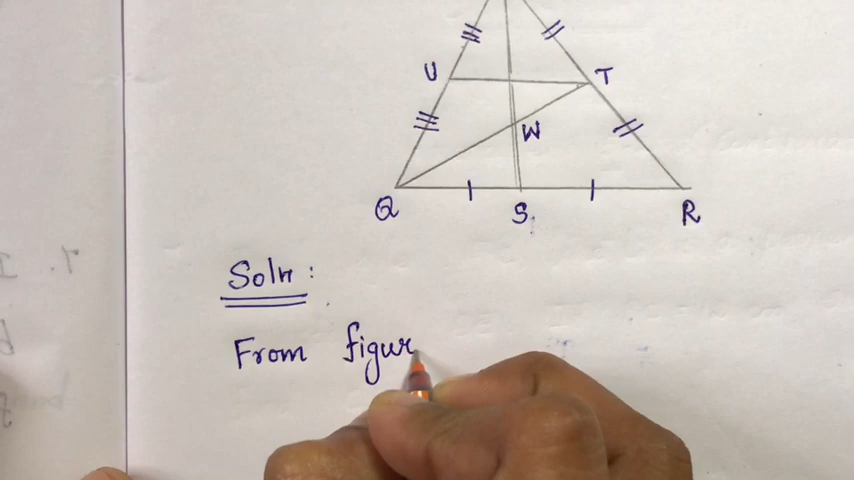 U T
W
Q S R
Soln :
From figur